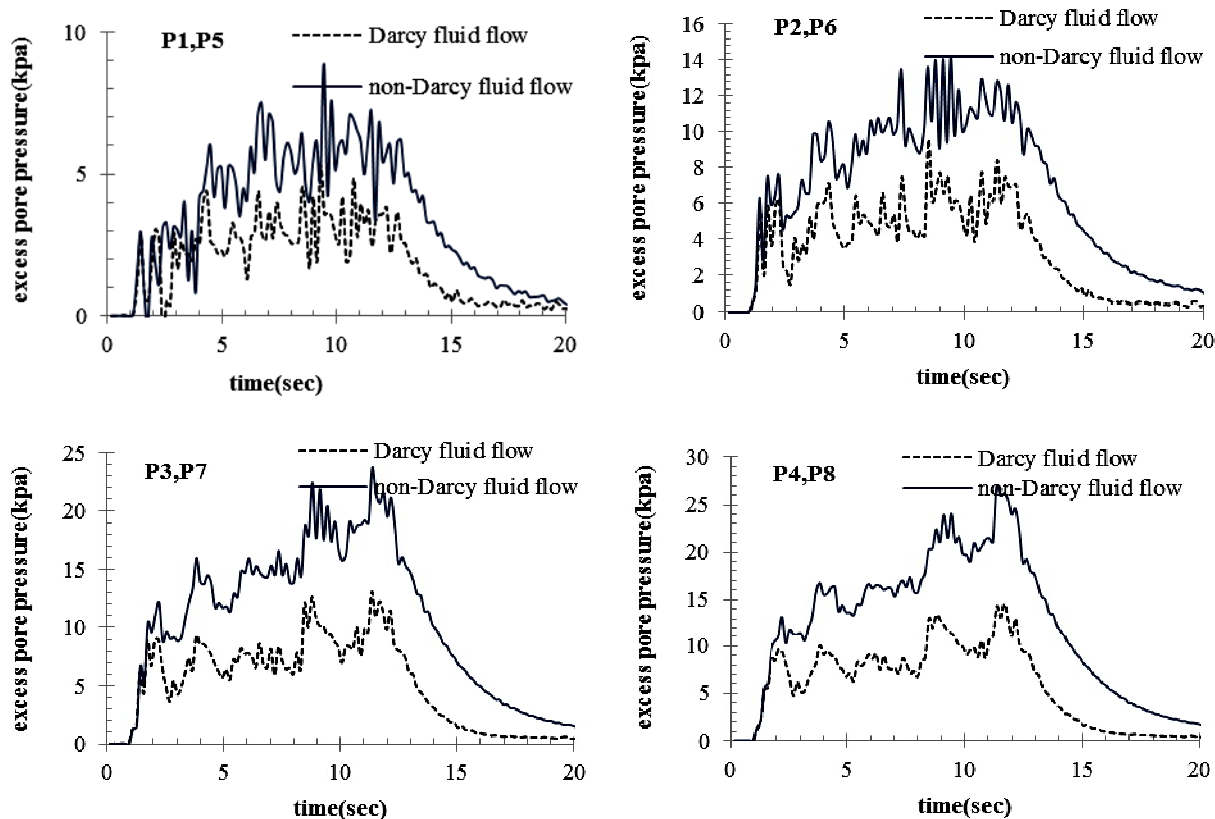 P1,P5
Darcy fluid flow
non-Darcy fluid flow
excess pore pressure(kpa)
10
5
0
0 5 10 15 20
time(sec)
P2,P6
Darcy fluid flow
non-Darcy fluid flow
excess pore pressure(kpa)
16
14
12
10
8
6
4
2
0
0 5 10 15 20
time(sec)
P3,P7
Darcy fluid flow
non-Darcy fluid flow
excess pore pressure(kpa)
25
20
15
10
5
0
0 5 10 15 20
time(sec)
P4,P8
Darcy fluid flow
non-Darcy fluid flow
excess pore pressure(kpa)
30
25
20
15
10
5
0
0 5 10 15 20
time(sec)